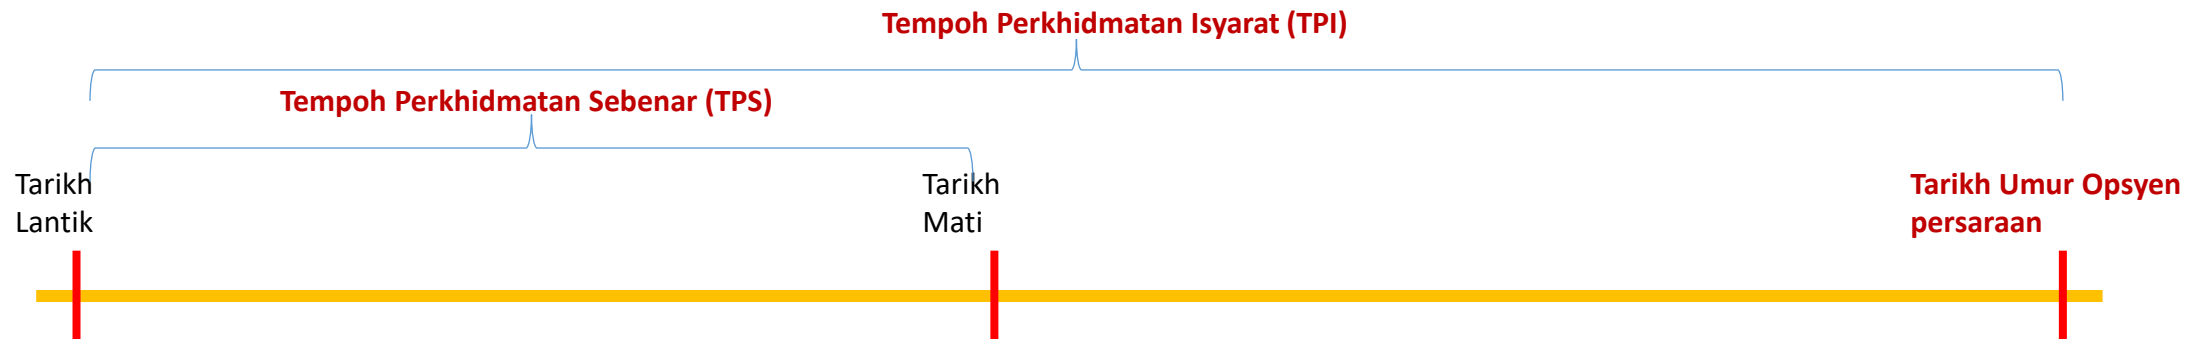 Tempoh Perkhidmatan Isyarat (TPI)
Tempoh Perkhidmatan Sebenar (TPS)
Tarikh
Lantik
Tarikh
Mati
Tarikh Umur Opsyen
persaraan